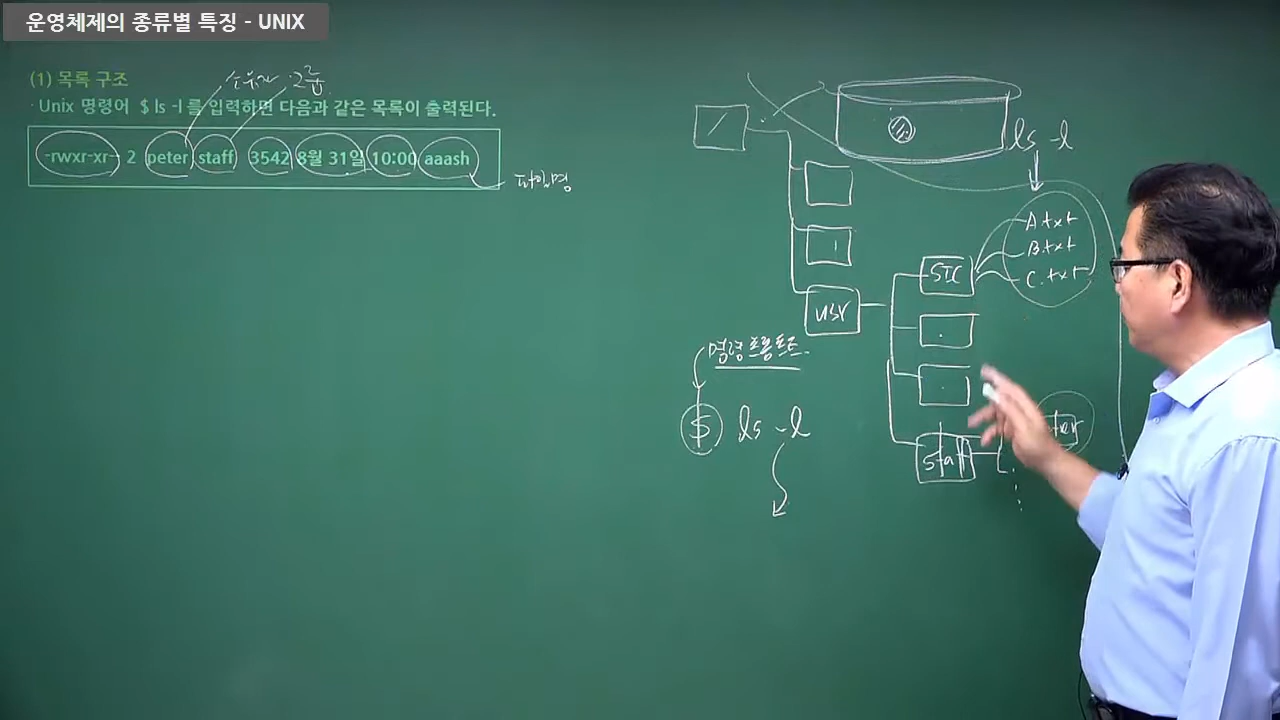 운영체제의 종류별 특징 - UNIX
(1) 목록 구조
소유자 그룹
· Unix 명령어 $ ls -l 를 입력하면 다음과 같은 목록이 출력된다.
-rwxr-xr-- 2 peter staff 3542 8월 31일 10:00 aaash
파일명
/
ls -l
A.txt
B.txt
C.txt
usr
명령 프롬프트
$ ls -l
staff